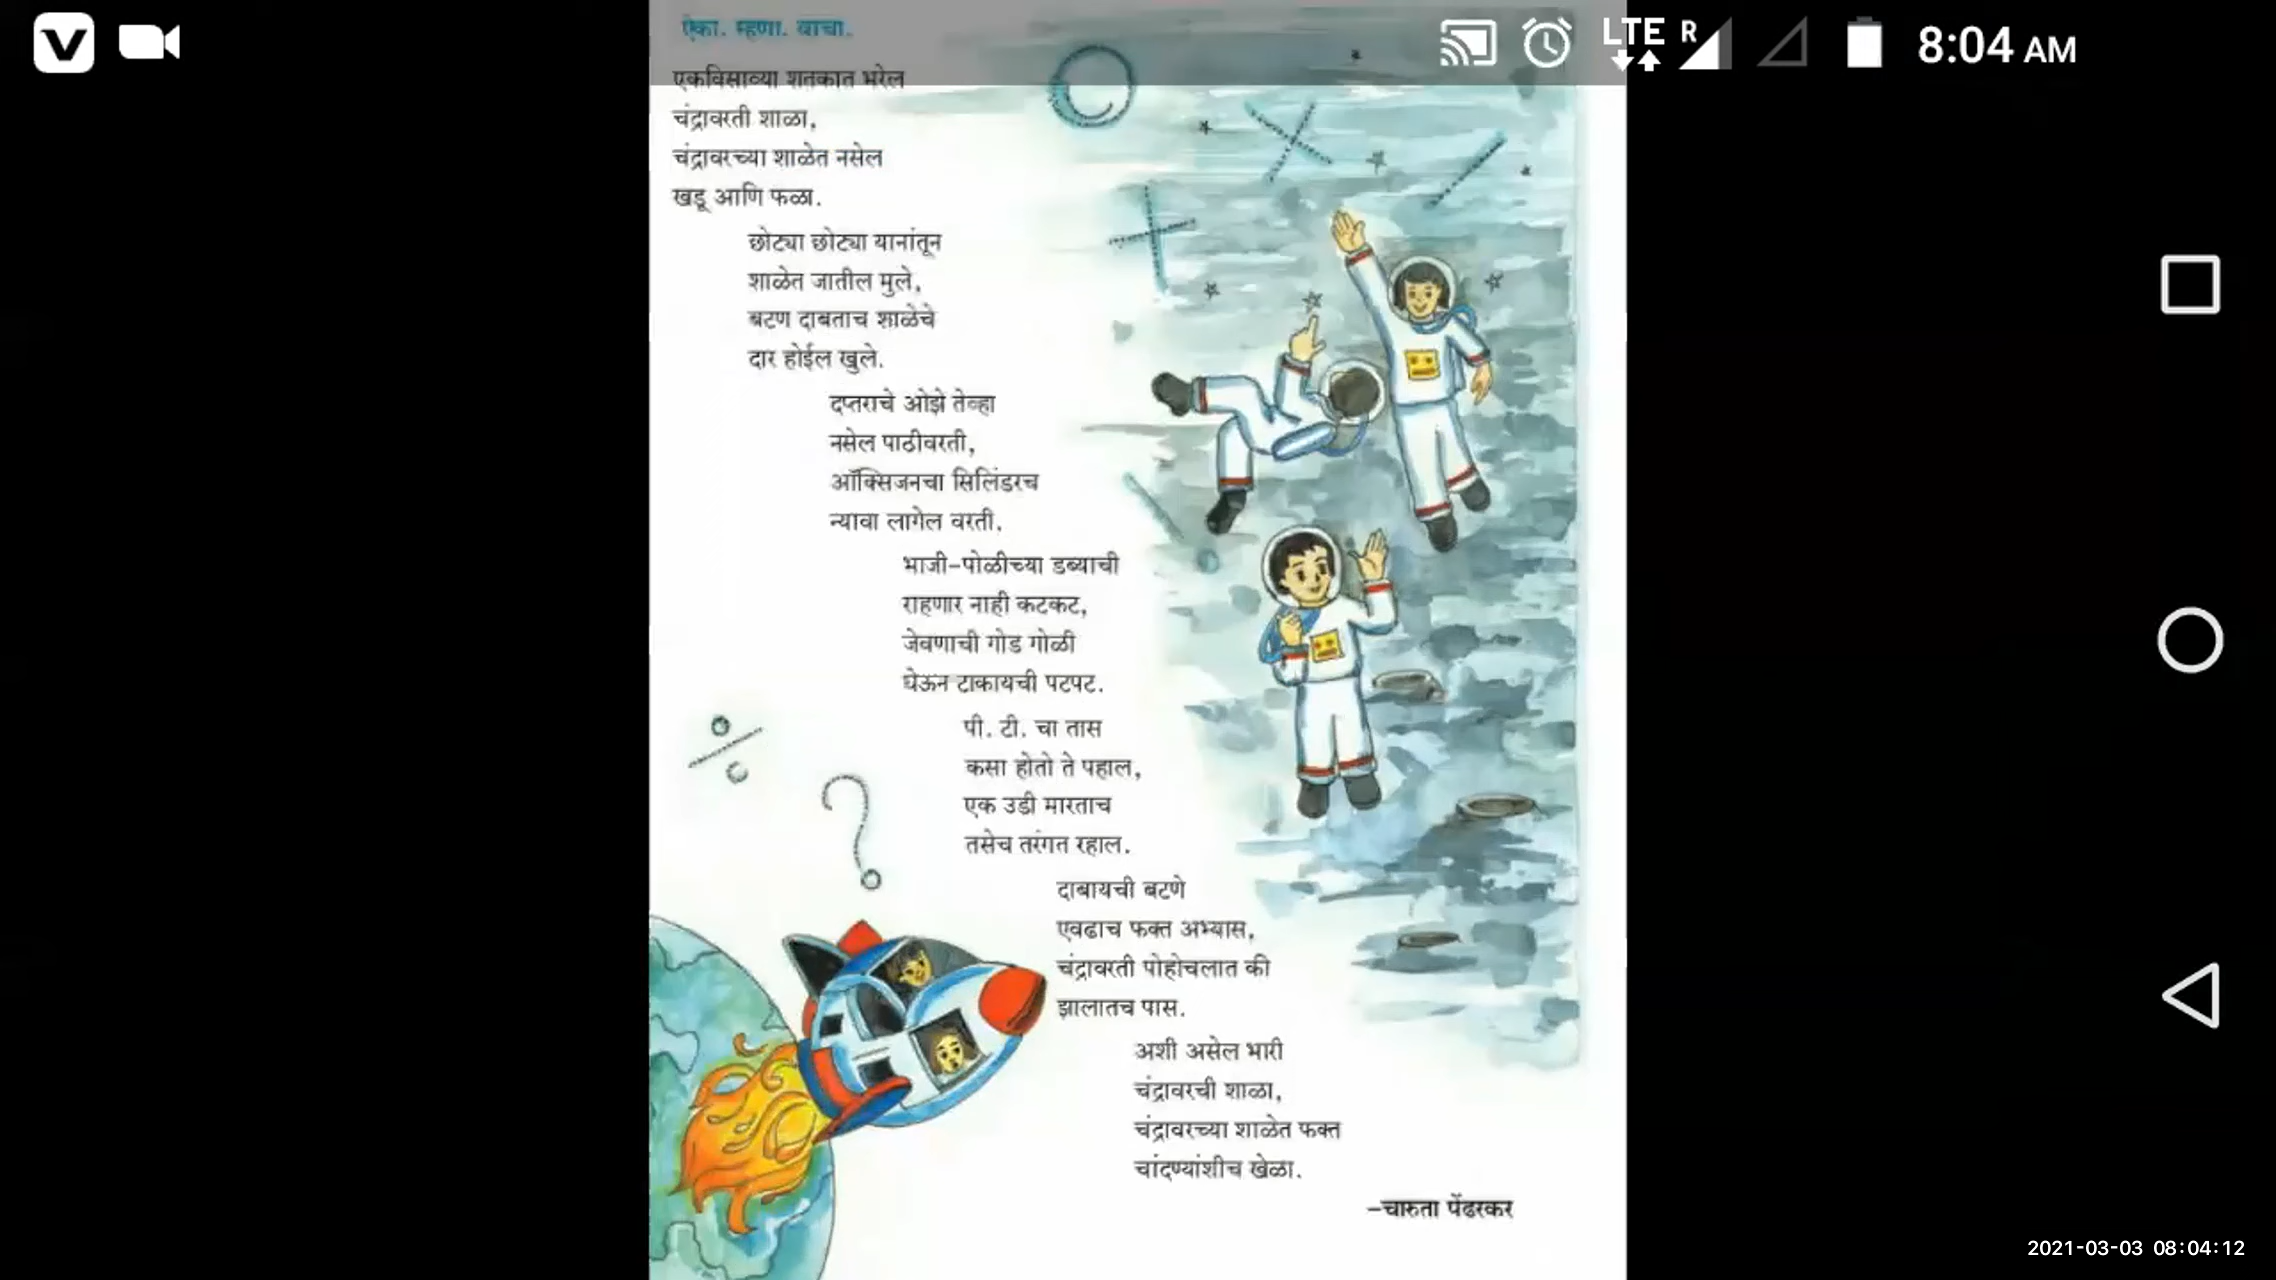 V
LTE
R
8:04 AM
ऐका. म्हणा. वाचा.
एकविसाव्या शतकात भरेल
चंद्रावरती शाळा,
चंद्रावरच्या शाळेत नसेल
खडू आणि फळा.
छोट्या छोट्या यानांतून
शाळेत जातील मुले,
बटण दाबताच शाळेचे
दार होईल खुले.
दप्तराचे ओझे तेव्हा
नसेल पाठीवरती,
ऑक्सिजनचा सिलिंडरच
न्यावा लागेल वरती.
भाजी-पोळीच्या डब्याची
राहणार नाही कटकट,
जेवणाची गोड गोळी
घेऊन टाकायची पटपट.
पी. टी. चा तास
कसा होतो ते पहाल,
एक उडी मारताच
तसेच तरंगत रहाल.
दाबायची बटणे
एवढाच फक्त अभ्यास,
चंद्रावरती पोहोचलात की
झालातच पास.
अशी असेल भारी
चंद्रावरची शाळा,
चंद्रावरच्या शाळेत फक्त
चांदण्यांशीच खेळा.
-चारुता पेंढरकर
2021-03-03 08:04:12